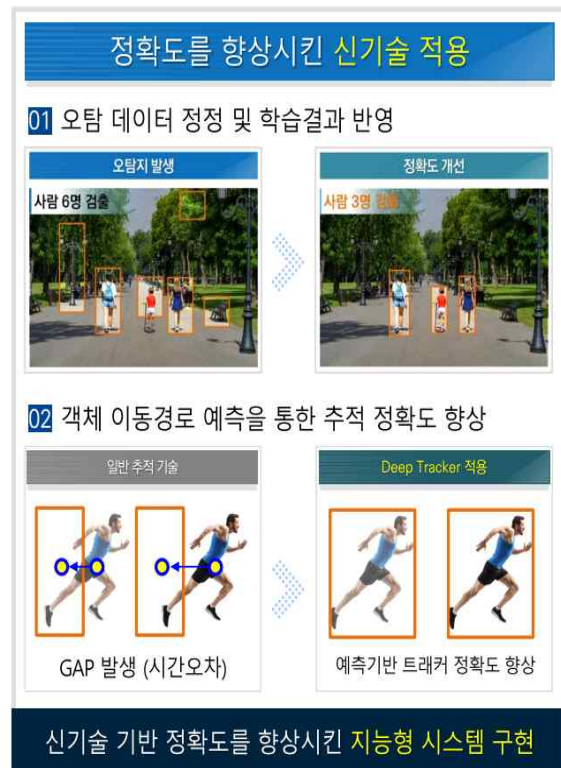 정확도를 향상시킨 신기술 적용
01 오탐 데이터 정정 및 학습결과 반영
오탐지 발생
사람 6명 검출
정확도 개선
사람 3명 검출
02 객체 이동경로 예측을 통한 추적 정확도 향상
일반 추적 기술
GAP 발생 (시간오차)
Deep Tracker 적용
예측기반 트래커 정확도 향상
신기술 기반 정확도를 향상시킨 지능형 시스템 구현